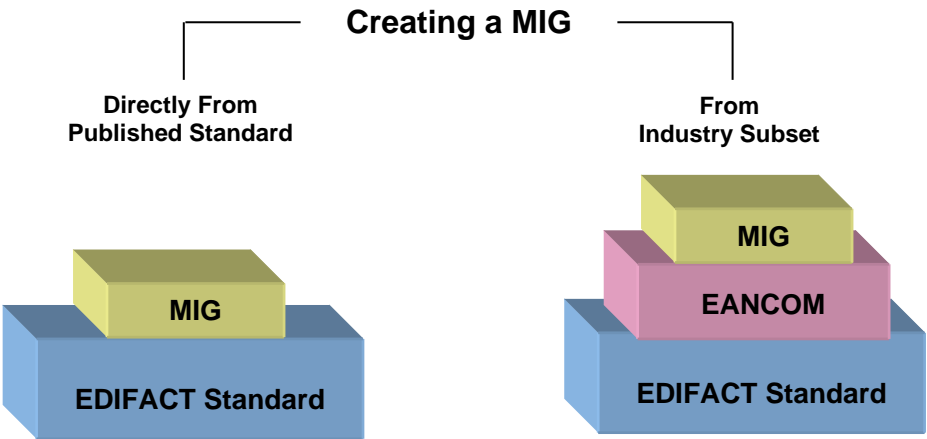 Creating a MIG
Directly From
Published Standard
MIG
EDIFACT Standard
From
Industry Subset
MIG
EANCOM
EDIFACT Standard